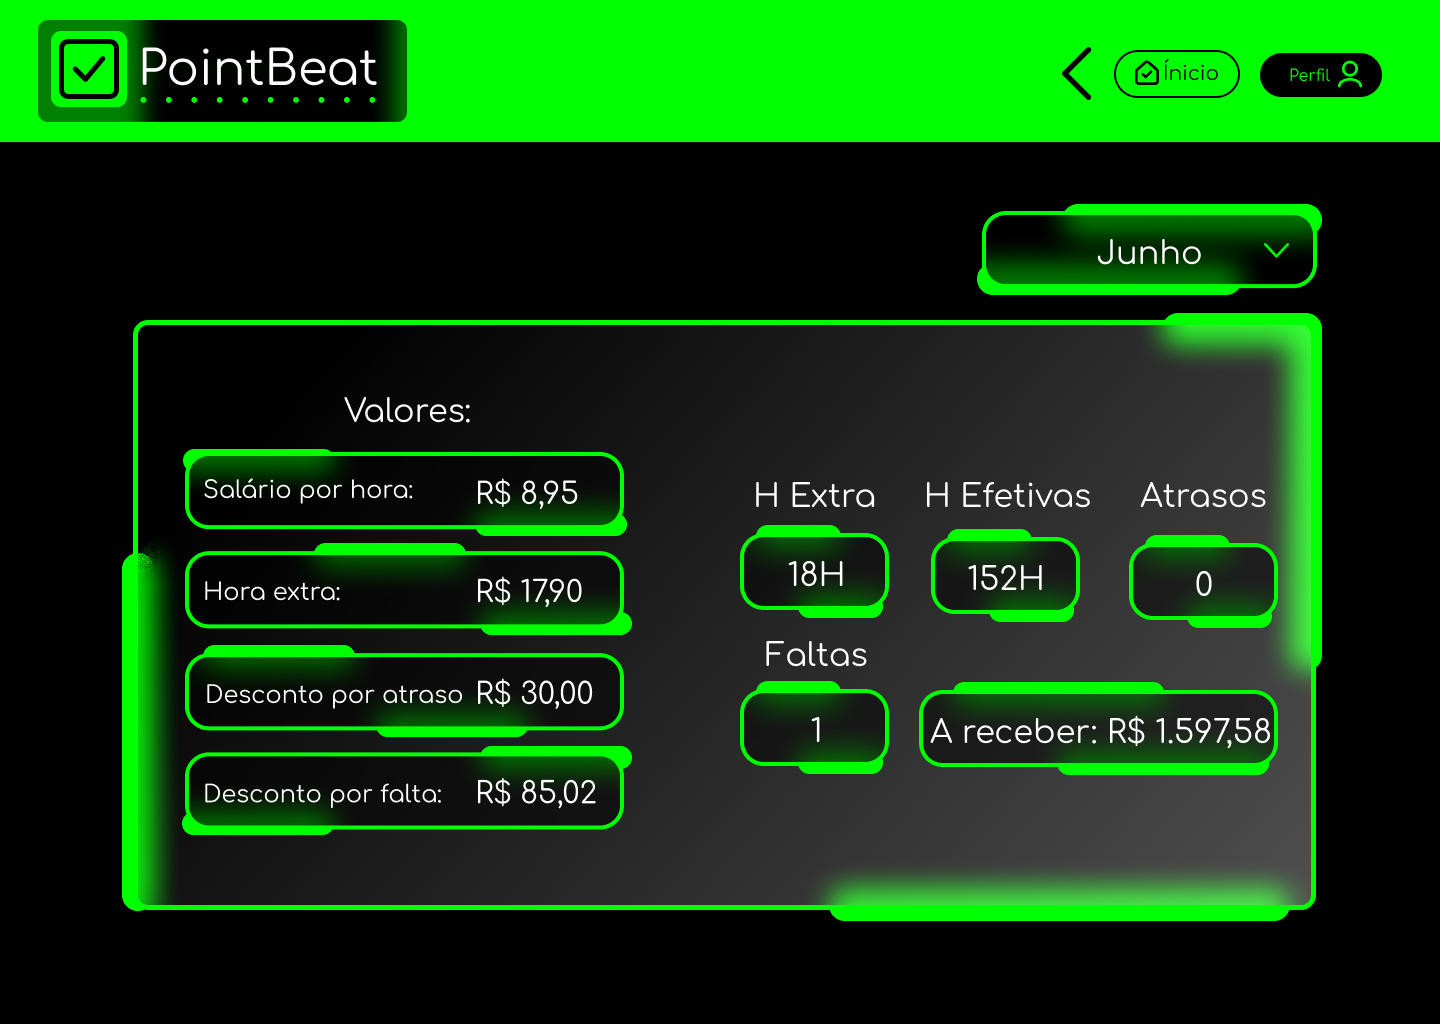 PointBeat
Ínicio
Perfil
Junho
Valores:
Salário por hora: R$ 8,95
Hora extra: R$ 17,90
Desconto por atraso R$ 30,00
Desconto por falta: R$ 85,02
H Extra H Efetivas Atrasos
18H 152H 0
Faltas
1
A receber: R$ 1.597,58